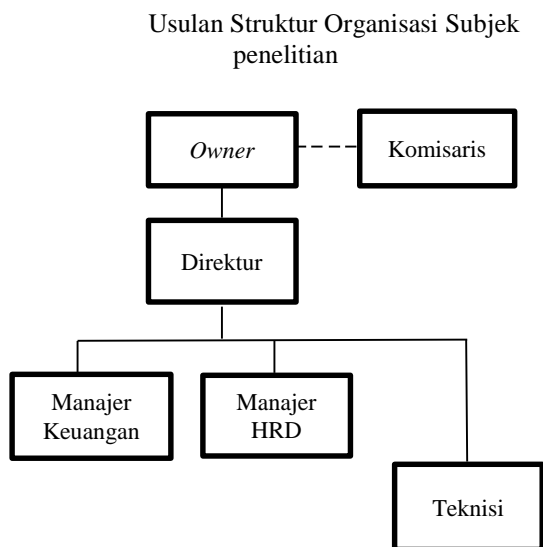 Usulan Struktur Organisasi Subjek
penelitian
Owner
Komisaris
Direktur
Manajer
Keuangan
Manajer
HRD
Teknisi